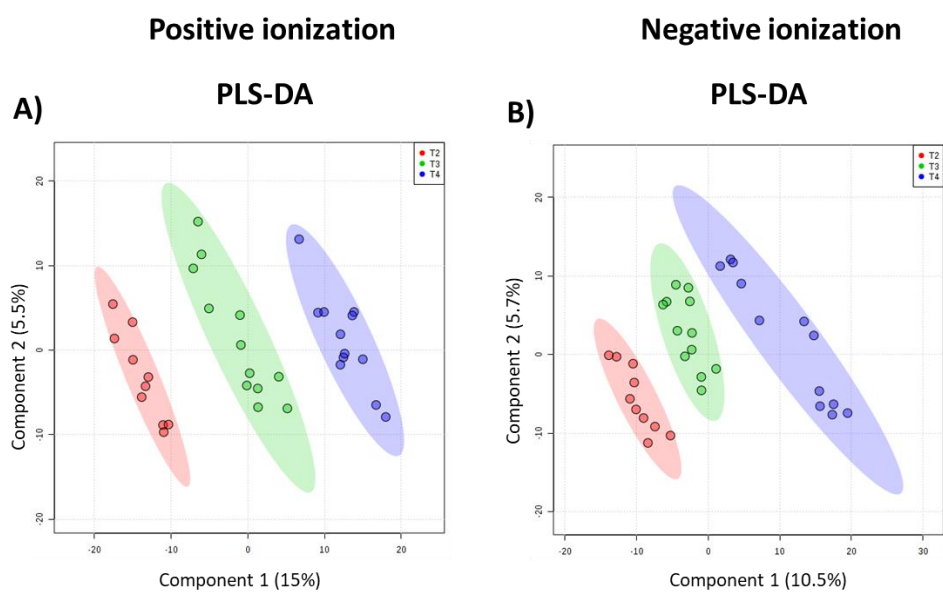 Positive ionization
Negative ionization
PLS-DA
PLS-DA
A)
B)
T2
T3
T4
20
10
0
-10
-20
Component 2 (5.5%)
-20
-10
0
10
20
Component 1 (15%)
T2
T3
T4
20
10
0
-10
-20
Component 2 (5.7%)
-20
-10
0
10
20
30
Component 1 (10.5%)